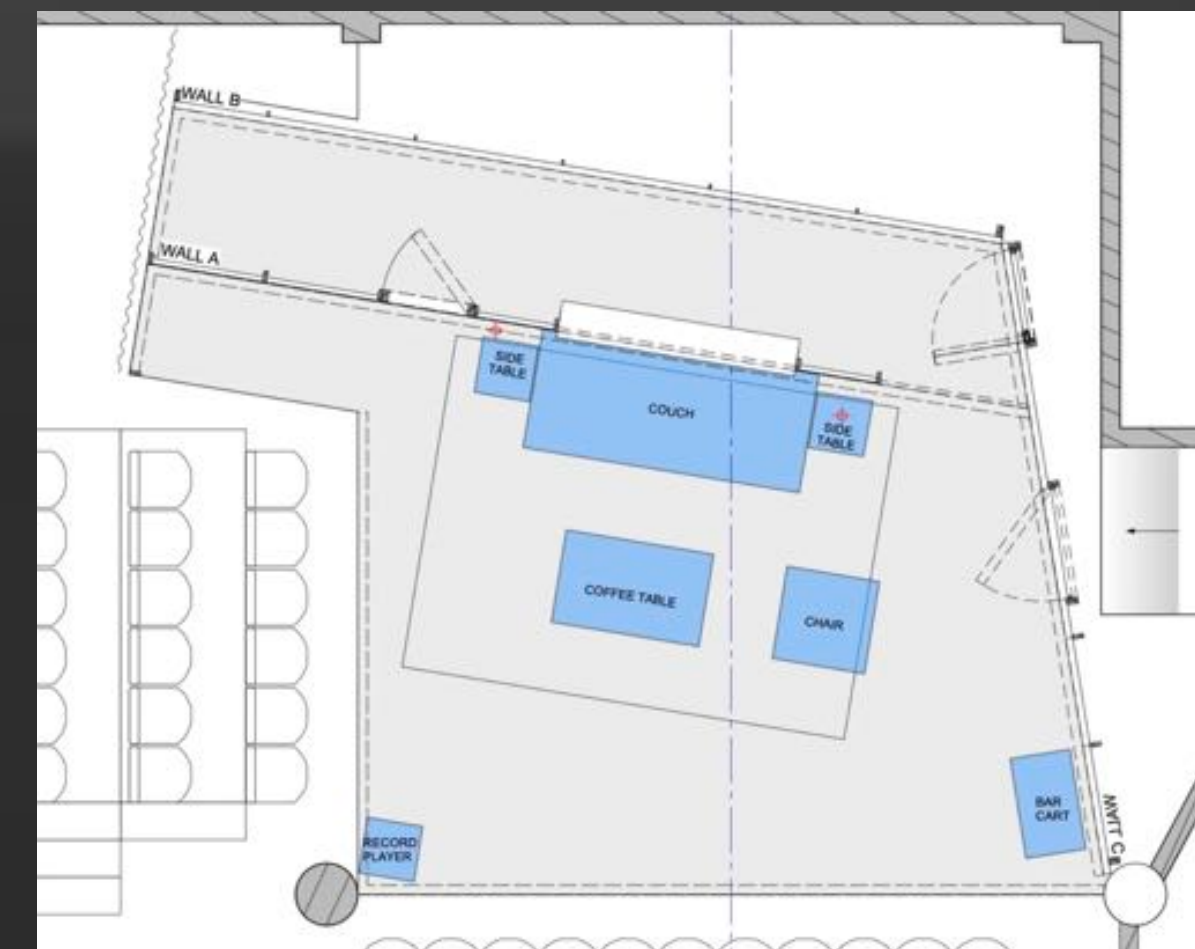 WALL B
WALL A
SIDE
TABLE
COUCH
SIDE
TABLE
COFFEE TABLE
CHAIR
BAR
CART
WALL C
RECORD
PLAYER